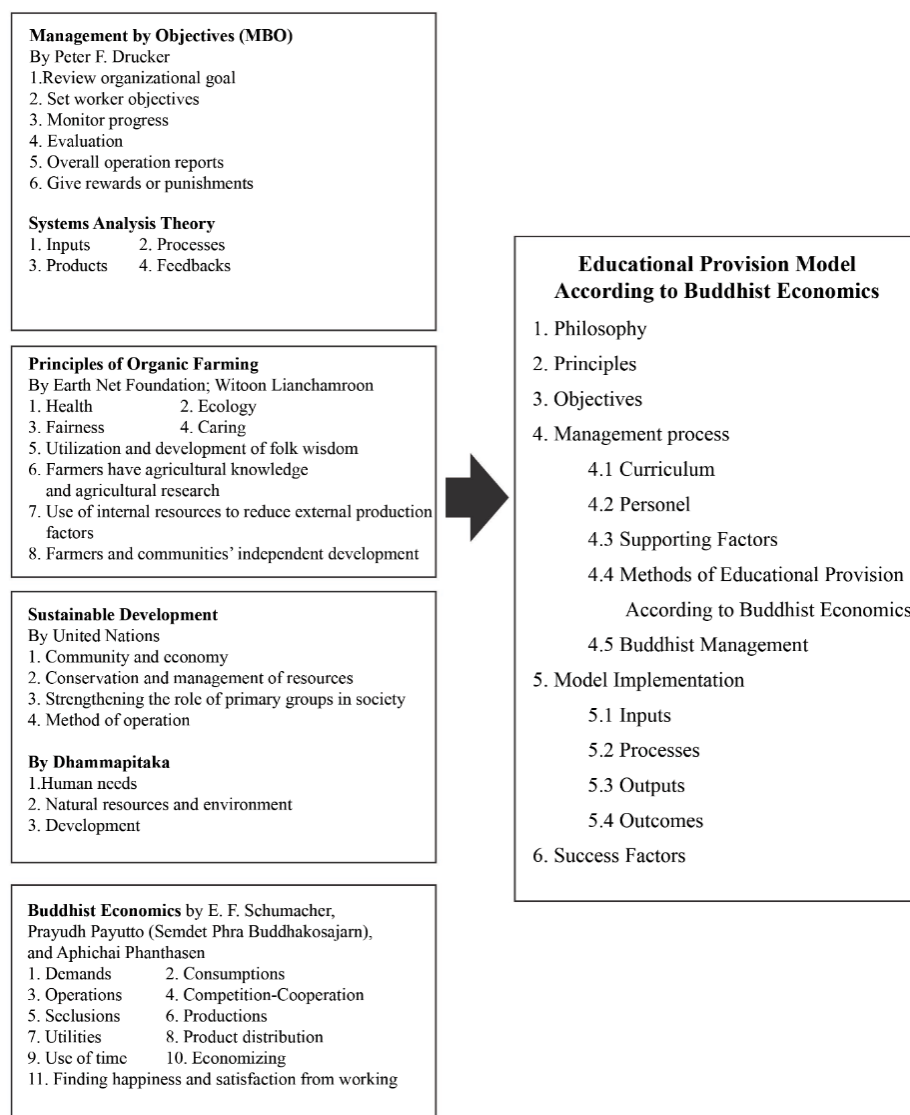 Management by Objectives (MBO)
By Peter F. Drucker
1.Review organizational goal
2. Set worker objectives
3. Monitor progress
4. Evaluation
5. Overall operation reports
6. Give rewards or punishments
Systems Analysis Theory
1. Inputs 2. Processes
3. Products 4. Feedbacks
Principles of Organic Farming
By Earth Net Foundation; Witoon Lianchamroon
1. Health 2. Ecology
3. Fairness 4. Caring
5. Utilization and development of folk wisdom
6. Farmers have agricultural knowledge
and agricultural research
7. Use of internal resources to reduce external production
factors
8. Farmers and communities' independent development
Sustainable Development
By United Nations
1. Community and economy
2. Conservation and management of resources
3. Strengthening the role of primary groups in society
4. Method of operation
By Dhammapitaka
1.Human needs
2. Natural resources and environment
3. Development
Buddhist Economics by E. F. Schumacher,
Prayudh Payutto (Semdet Phra Buddhakosajarn),
and Aphichai Phanthasen
1. Demands 2. Consumptions
3. Operations 4. Competition-Cooperation
5. Seclusions 6. Productions
7. Utilities 8. Product distribution
9. Use of time 10. Economizing
11. Finding happiness and satisfaction from working
Educational Provision Model
According to Buddhist Economics
1. Philosophy
2. Principles
3. Objectives
4. Management process
4.1 Curriculum
4.2 Personel
4.3 Supporting Factors
4.4 Methods of Educational Provision
According to Buddhist Economics
4.5 Buddhist Management
5. Model Implementation
5.1 Inputs
5.2 Processes
5.3 Outputs
5.4 Outcomes
6. Success Factors